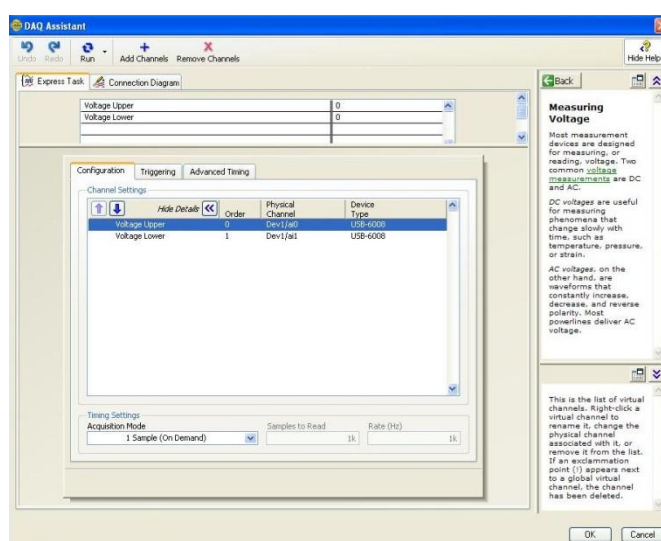 DAQ Assistant
Undo Redo Run Add Channels Remove Channels Hide Help
Express Task Connection Diagram
Voltage Upper 0
Voltage Lower 0
Configuration Triggering Advanced Timing
Channel Settings
Hide Details Order Physical Channel Device Type
Voltage Upper 0 Dev1/ai0 USB-6008
Voltage Lower 1 Dev1/ai1 USB-6008
Timing Settings
Acquisition Mode Samples to Read Rate (Hz)
1 Sample (On Demand) 1k 1k
Back
Measuring
Voltage
Most measurement
devices are designed
for measuring, or
reading, voltage. Two
common voltage
measurements are DC
and AC.
DC voltages are useful
for measuring
phenomena that
change slowly with
time, such as
temperature, pressure,
or strain.
AC voltages, on the
other hand, are
waveforms that
constantly increase,
decrease, and reverse
polarity. Most
powerlines deliver AC
voltage.
This is the list of virtual
channels. Right-click a
virtual channel to
rename it, change the
physical channel
associated with it, or
remove it from the list.
If an exclammation
point (!) appears next
to a global virtual
channel, the channel
has been deleted.
OK Cancel